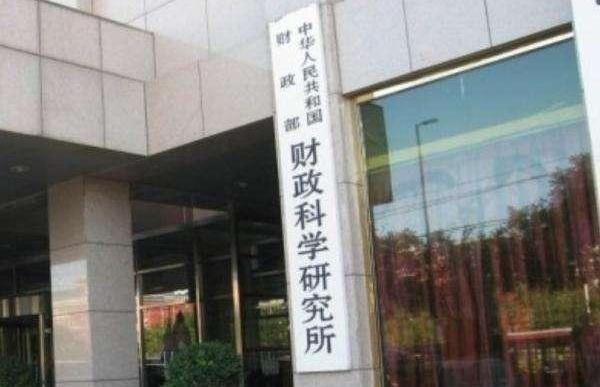 中华人民共和国
财政部
财政科学研究所